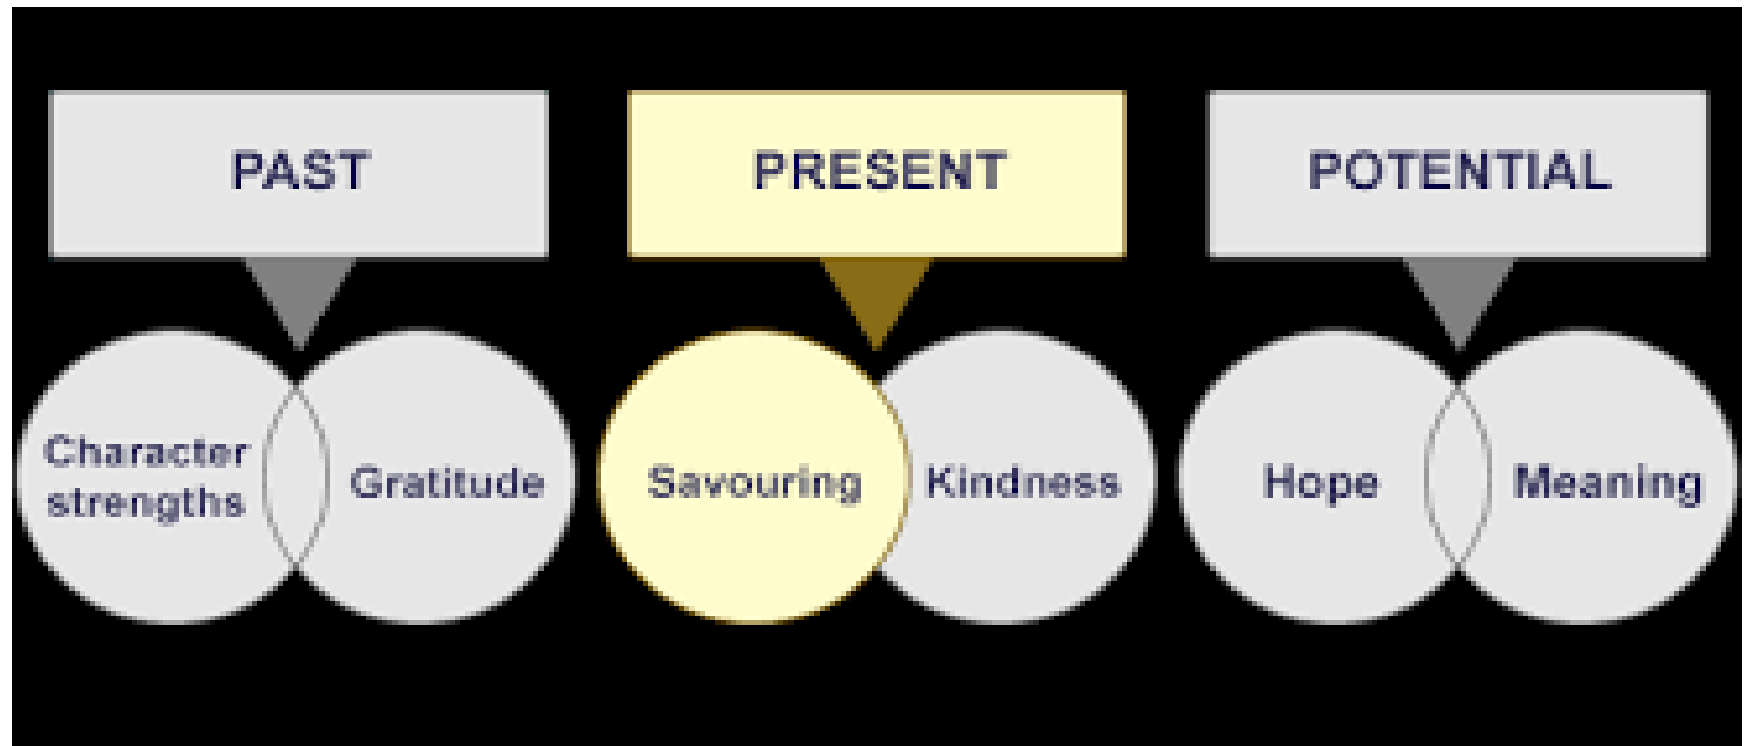 PAST
PRESENT
POTENTIAL
Character
strengths
Gratitude
Savouring
Kindness
Hope
Meaning